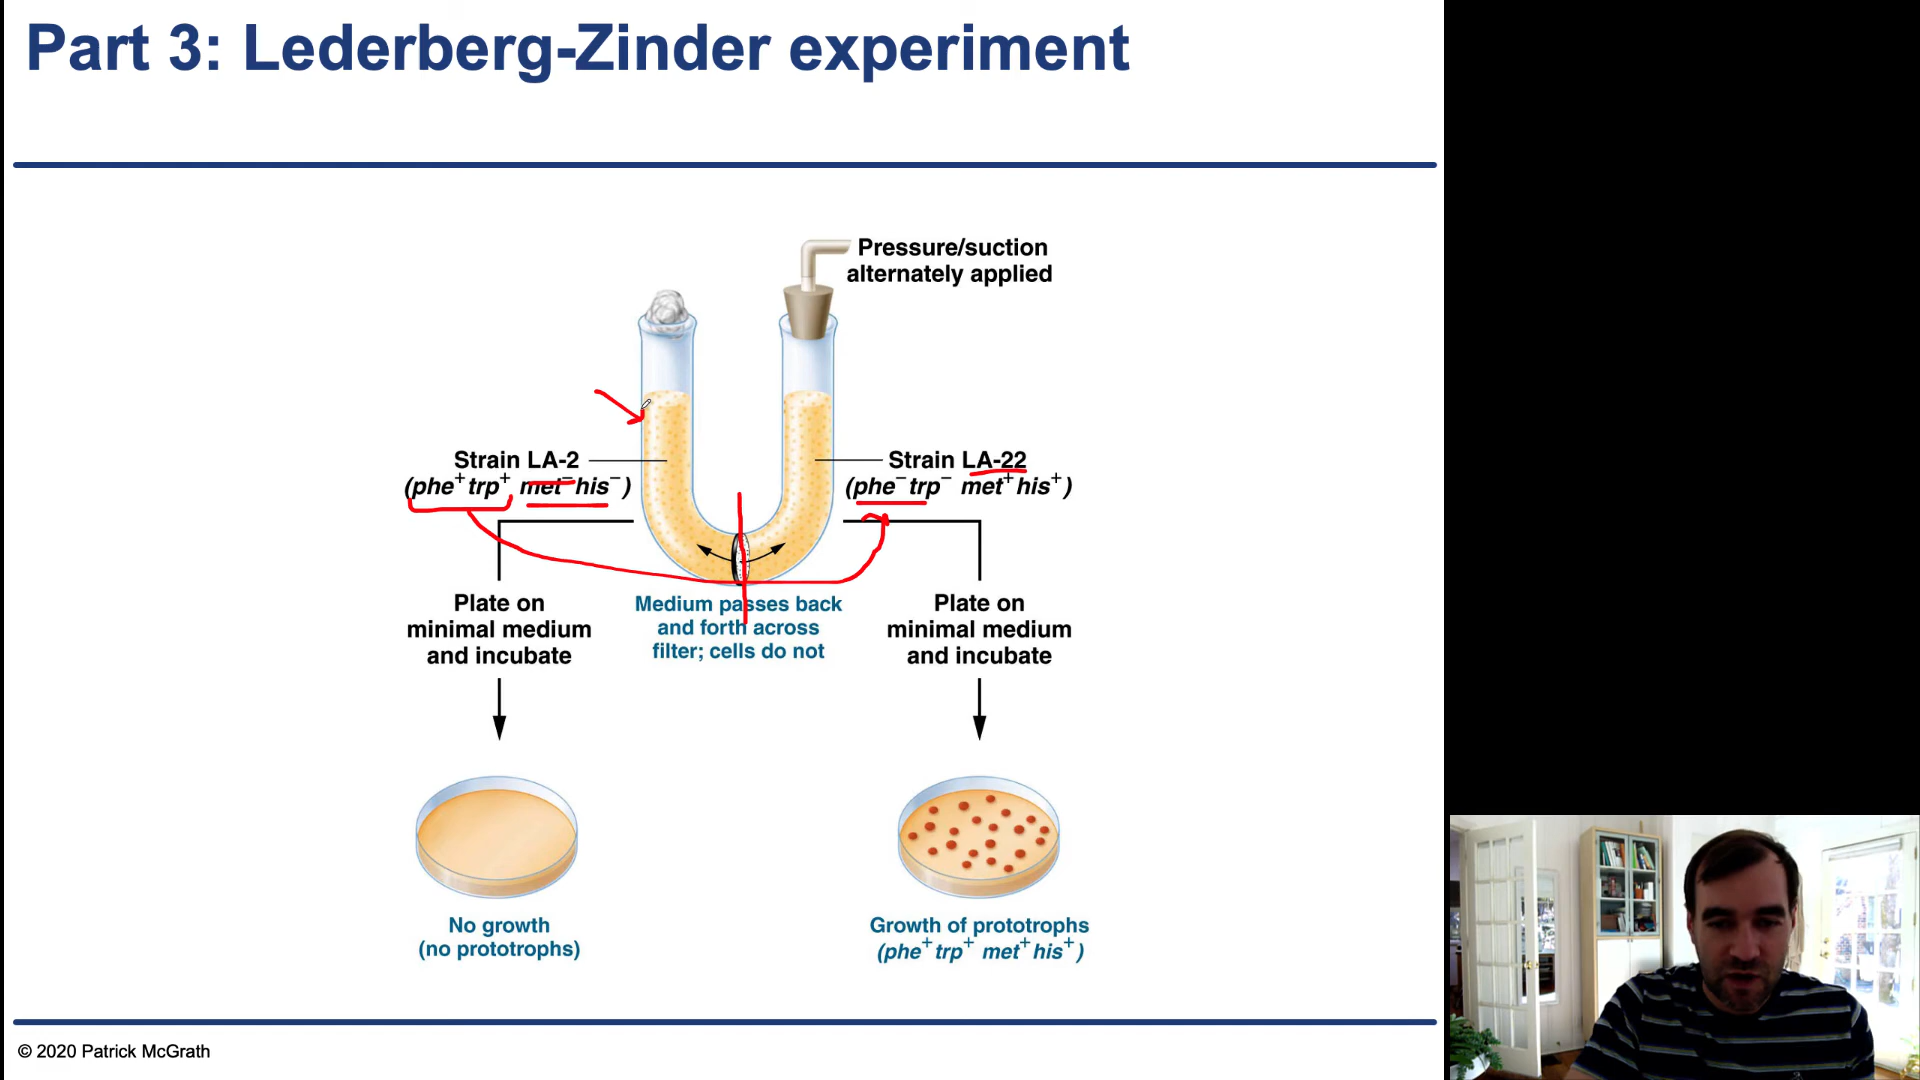 Part 3: Lederberg-Zinder experiment
Pressure/suction
alternately applied
Strain LA-2
(phe⁺trp⁺ met⁻his⁻)
Strain LA-22
(phe⁻trp⁻ met⁺his⁺)
Plate on
minimal medium
and incubate
Medium passes back
and forth across
filter; cells do not
Plate on
minimal medium
and incubate
No growth
(no prototrophs)
Growth of prototrophs
(phe⁺trp⁺ met⁺his⁺)
© 2020 Patrick McGrath